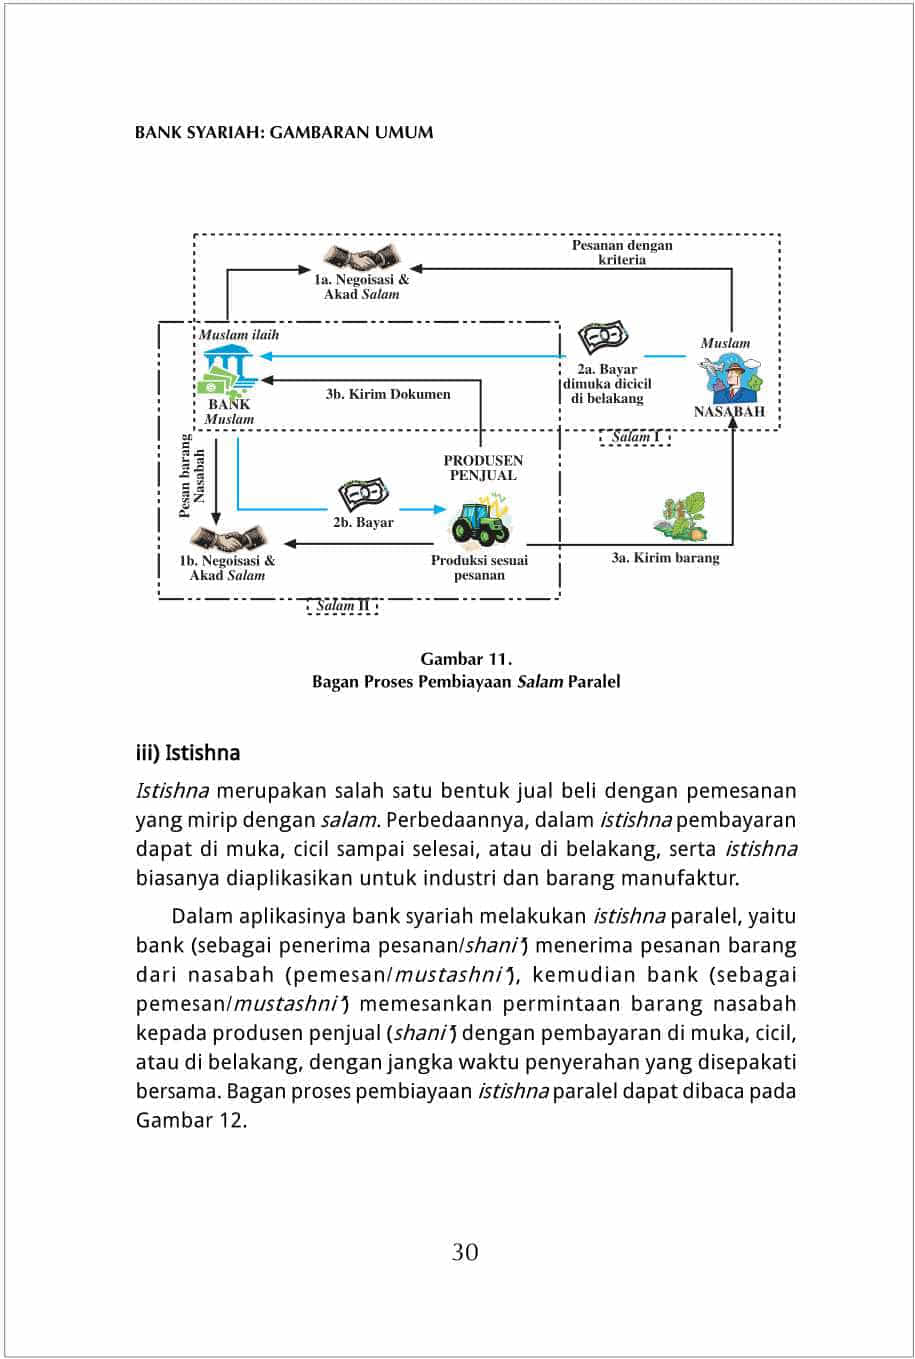 BANK SYARIAH: GAMBARAN UMUM
Pesanan dengan
kriteria
1a. Negoisasi &
Akad Salam
Muslam ilaih
Muslam
2a. Bayar
dimuka dicicil
di belakang
3b. Kirim Dokumen
BANK
Muslam
NASABAH
Salam I
Pesan barang
Nasabah
PRODUSEN
PENJUAL
2b. Bayar
1b. Negoisasi &
Akad Salam
Produksi sesuai
pesanan
3a. Kirim barang
Salam II
Gambar 11.
Bagan Proses Pembiayaan Salam Paralel
iii) Istishna
Istishna merupakan salah satu bentuk jual beli dengan pemesanan
yang mirip dengan salam. Perbedaannya, dalam istishna pembayaran
dapat di muka, cicil sampai selesai, atau di belakang, serta istishna
biasanya diaplikasikan untuk industri dan barang manufaktur.
Dalam aplikasinya bank syariah melakukan istishna paralel, yaitu
bank (sebagai penerima pesanan/shani') menerima pesanan barang
dari nasabah (pemesan/mustashni'), kemudian bank (sebagai
pemesan/mustashni') memesankan permintaan barang nasabah
kepada produsen penjual (shani') dengan pembayaran di muka, cicil,
atau di belakang, dengan jangka waktu penyerahan yang disepakati
bersama. Bagan proses pembiayaan istishna paralel dapat dibaca pada
Gambar 12.
30